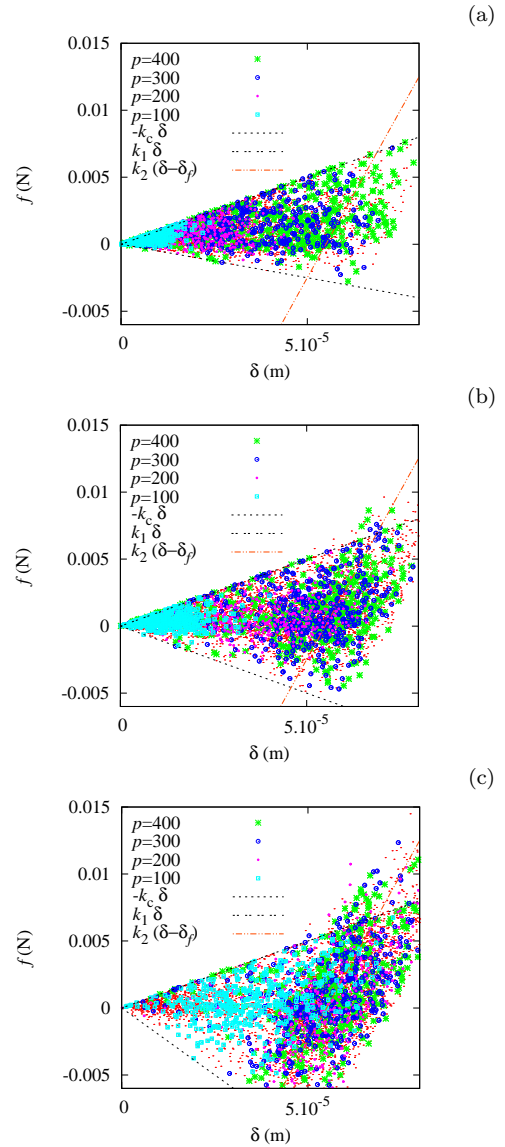 (a)
0.015
0.01
0.005
0
-0.005
f (N)
p=400
p=300
p=200
p=100
-k_c δ
k_1 δ
k_2 (δ−δ_f)
0
5.10^-5
δ (m)
(b)
0.015
0.01
0.005
0
-0.005
f (N)
p=400
p=300
p=200
p=100
-k_c δ
k_1 δ
k_2 (δ−δ_f)
0
5.10^-5
δ (m)
(c)
0.015
0.01
0.005
0
-0.005
f (N)
p=400
p=300
p=200
p=100
-k_c δ
k_1 δ
k_2 (δ−δ_f)
0
5.10^-5
δ (m)